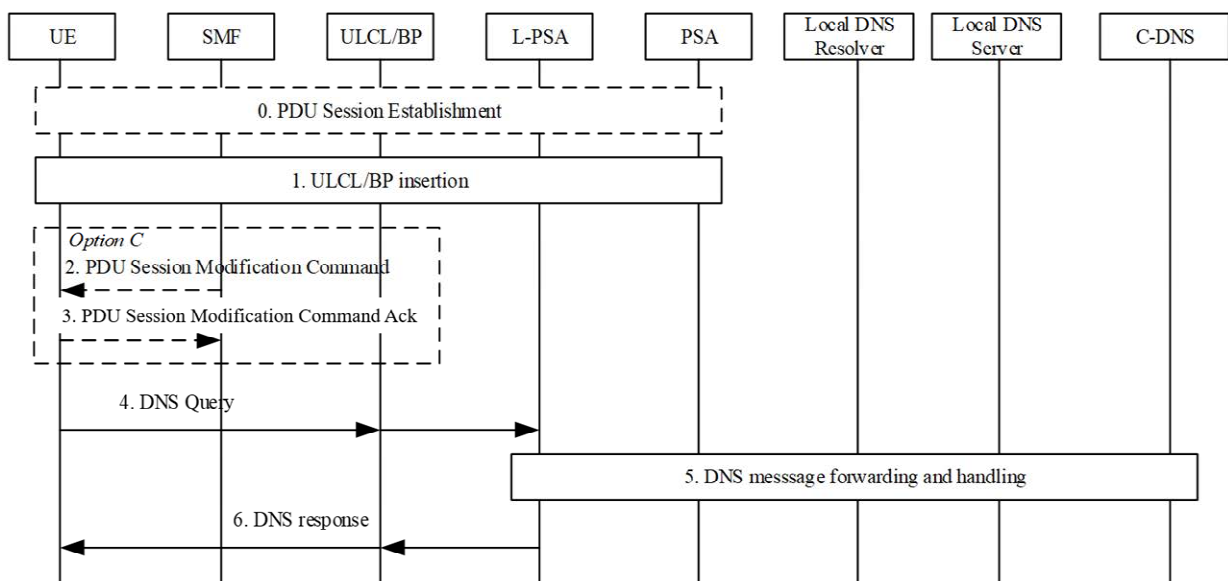 UE
SMF
ULCL/BP
L-PSA
PSA
Local DNS
Resolver
Local DNS
Server
C-DNS
0. PDU Session Establishment
1. ULCL/BP insertion
Option C
2. PDU Session Modification Command
3. PDU Session Modification Command Ack
4. DNS Query
5. DNS messsage forwarding and handling
6. DNS response